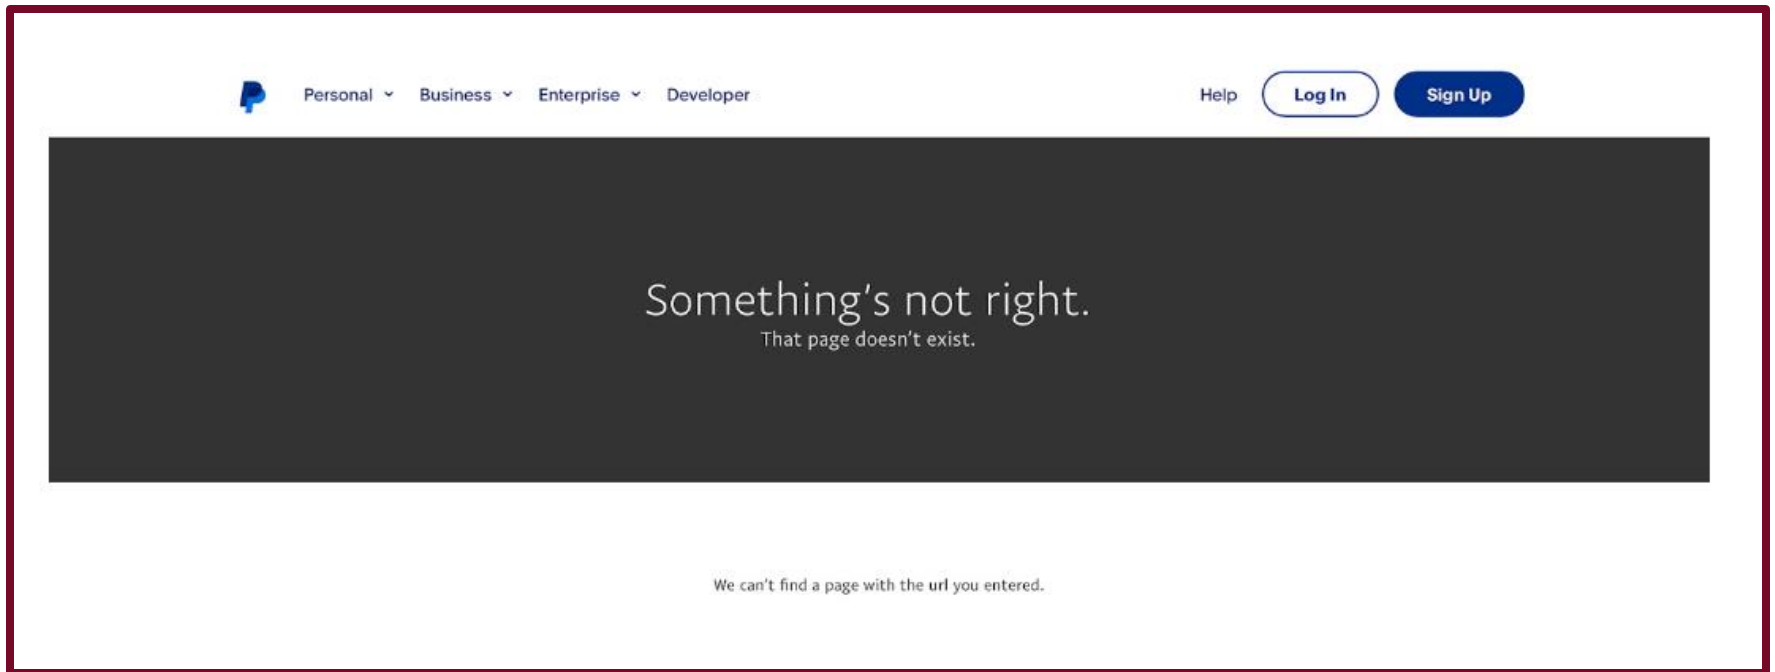 Personal Business Enterprise Developer Help Log In Sign Up
Something's not right.
That page doesn't exist.
We can't find a page with the url you entered.